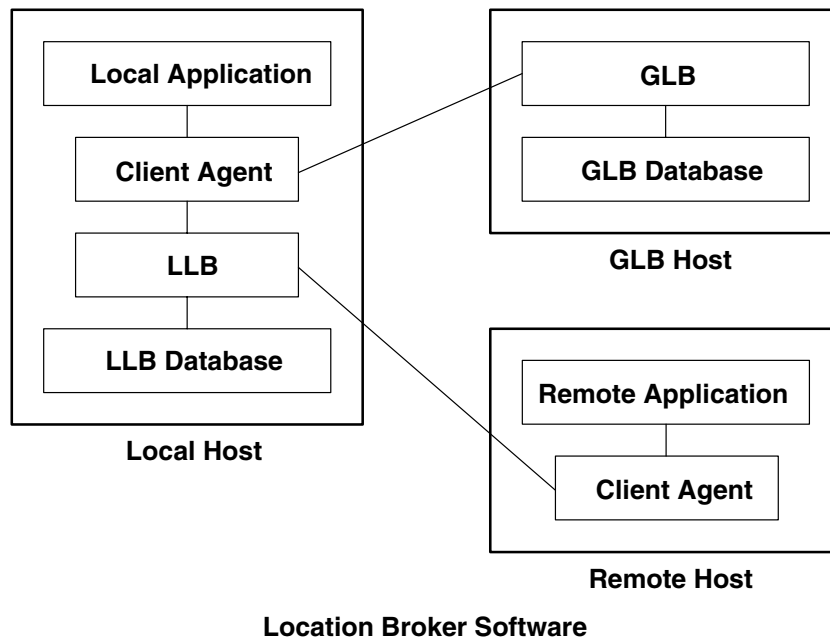 Local Application
Client Agent
LLB
LLB Database
Local Host
GLB
GLB Database
GLB Host
Remote Application
Client Agent
Remote Host
Location Broker Software